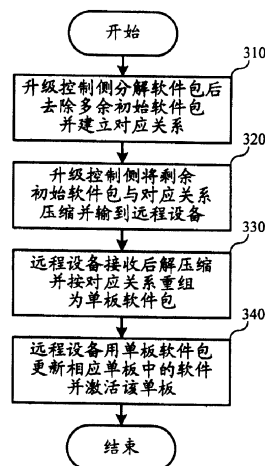 开始
310
升级控制侧分解软件包后
去除多余初始软件包
并建立对应关系
320
升级控制侧将剩余
初始软件包与对应关系
压缩并输到远程设备
330
远程设备接收后解压缩
并按对应关系重组
为单板软件包
340
远程设备用单板软件包
更新相应单板中的软件
并激活该单板
结束